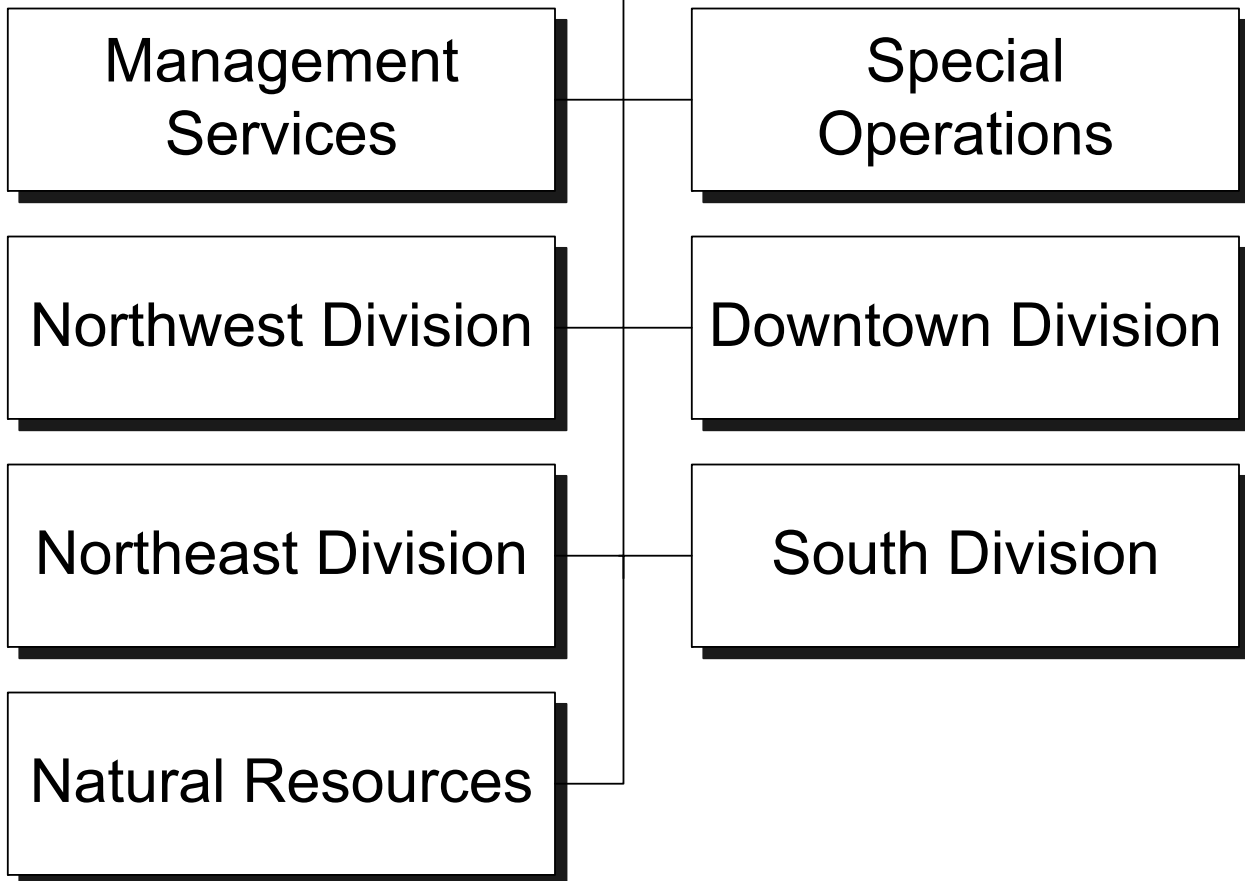 Management
Services
Special
Operations
Northwest Division
Downtown Division
Northeast Division
South Division
Natural Resources